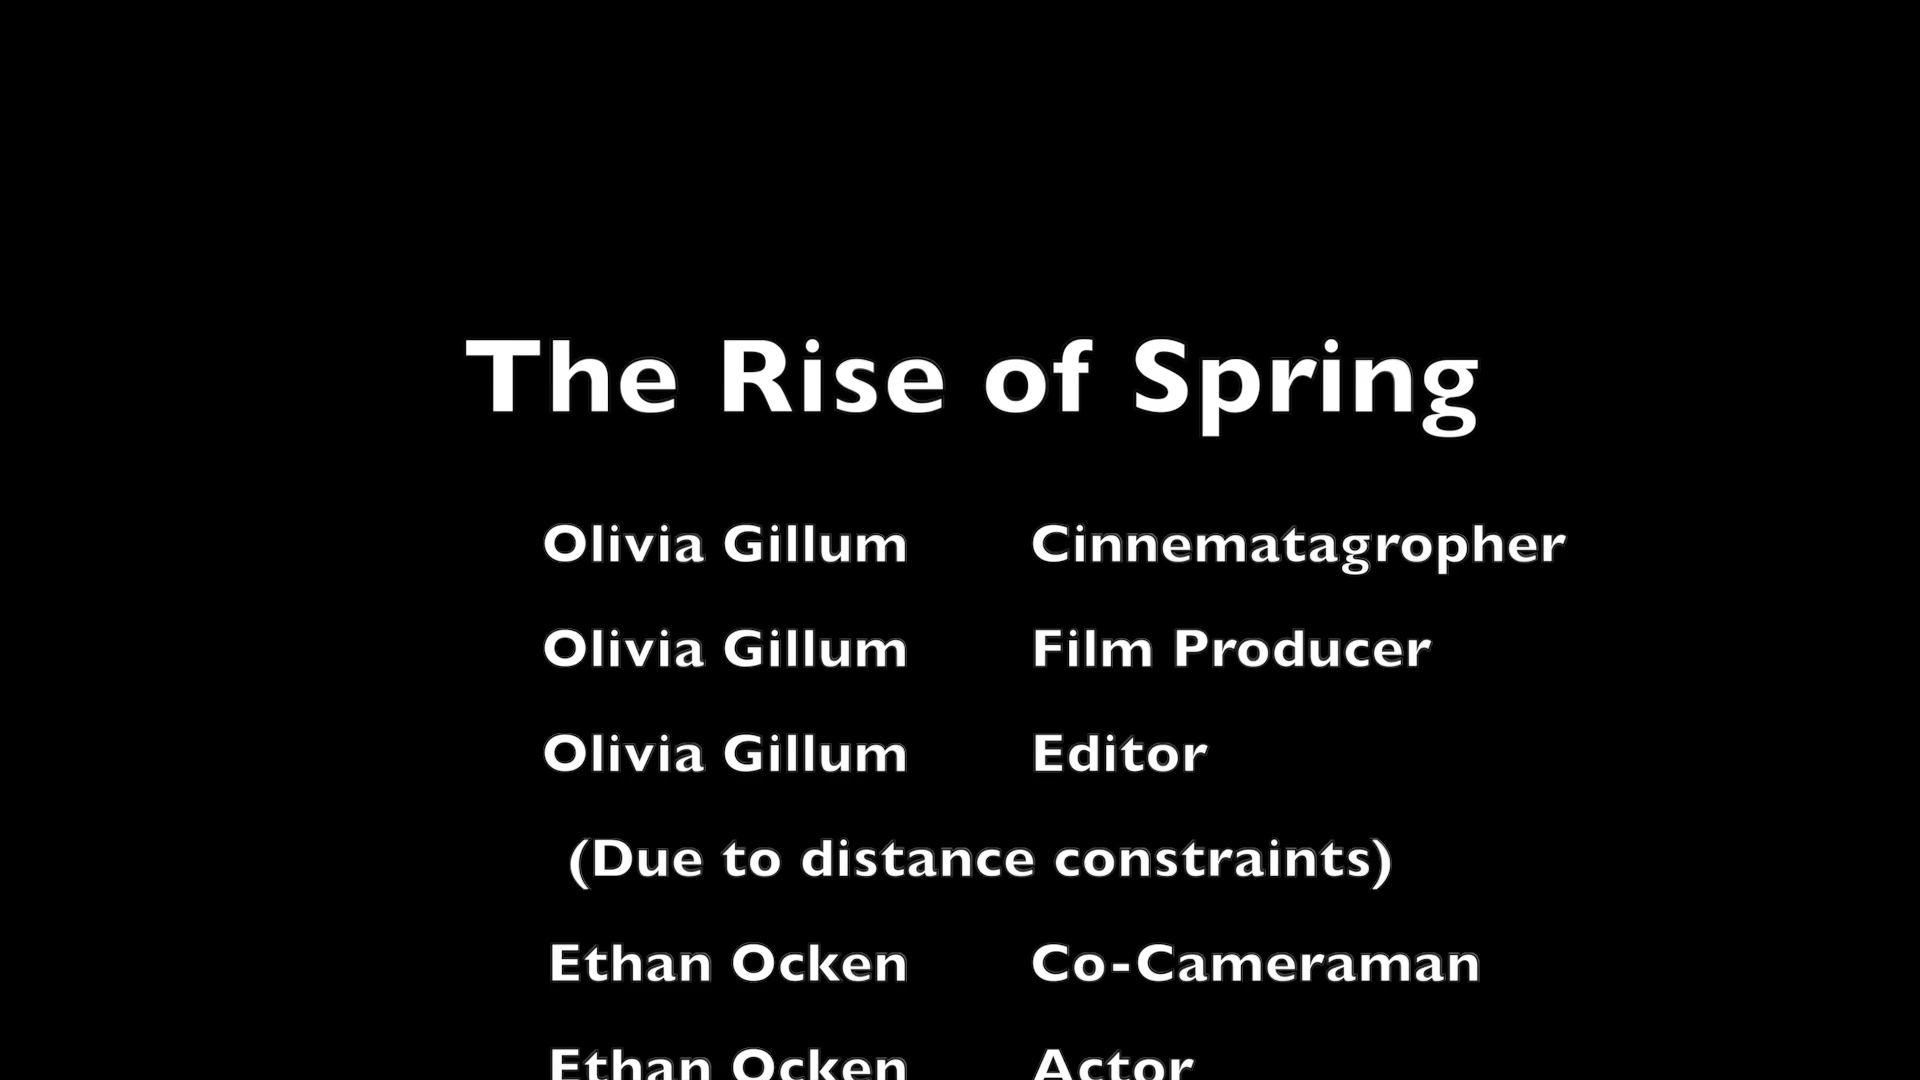 The Rise of Spring
Olivia Gillum Cinnematagropher
Olivia Gillum Film Producer
Olivia Gillum Editor
(Due to distance constraints)
Ethan Ocken Co-Cameraman
Ethan Ocken Actor